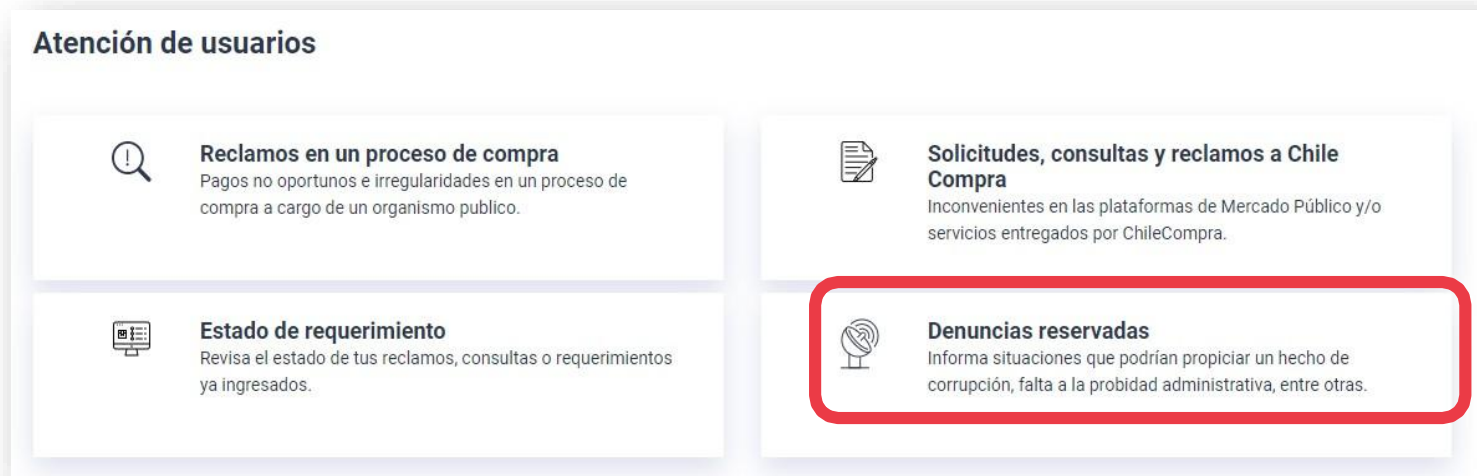 Atención de usuarios
Reclamos en un proceso de compra
Pagos no oportunos e irregularidades en un proceso de
compra a cargo de un organismo publico.
Solicitudes, consultas y reclamos a Chile
Compra
Inconvenientes en las plataformas de Mercado Público y/o
servicios entregados por ChileCompra.
Estado de requerimiento
Revisa el estado de tus reclamos, consultas o requerimientos
ya ingresados.
Denuncias reservadas
Informa situaciones que podrían propiciar un hecho de
corrupción, falta a la probidad administrativa, entre otras.